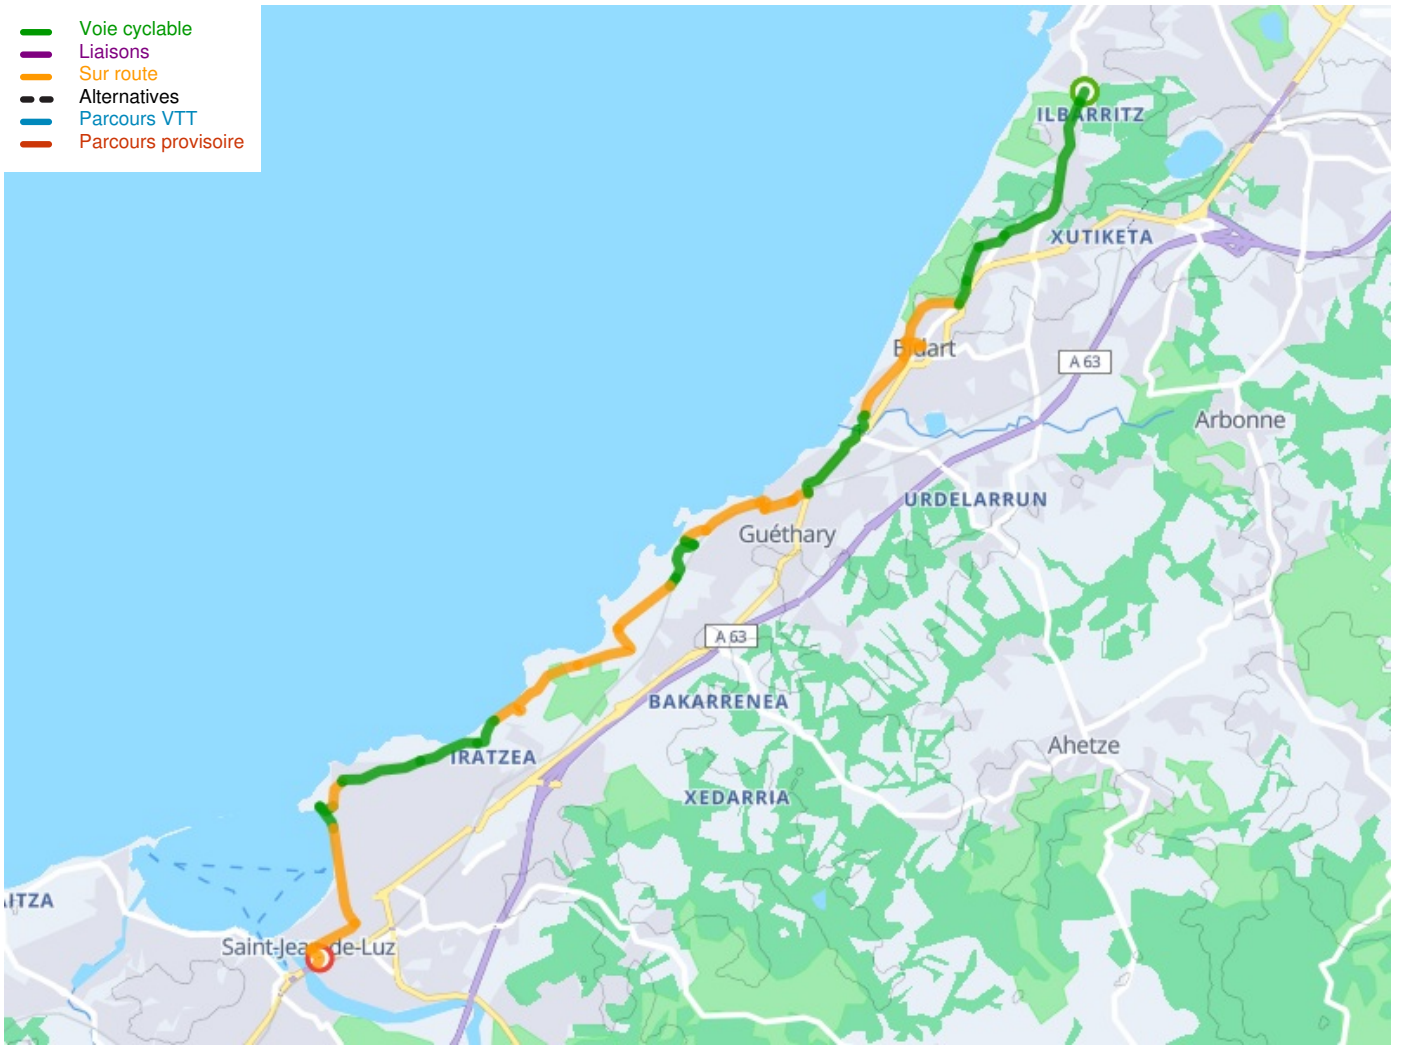 Voie cyclable
Liaisons
Sur route
Alternatives
Parcours VTT
Parcours provisoire
ILBARRITZ
XUTIKETA
Bidart
A 63
Arbonne
URDELARRUN
Guéthary
A 63
BAKARRENEA
Ahetze
IRATZEA
XEDARRIA
AITZA
Saint-Jean-de-Luz